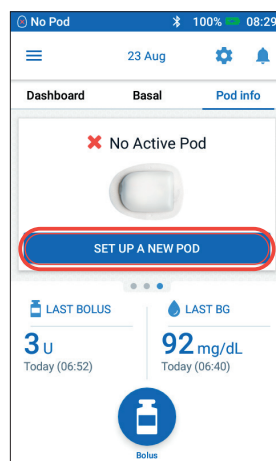 No Pod 100% 08:29
23 Aug
Dashboard Basal Pod info
No Active Pod
SET UP A NEW POD
LAST BOLUS LAST BG
3 U 92 mg/dL
Today (06:52) Today (06:40)
Bolus